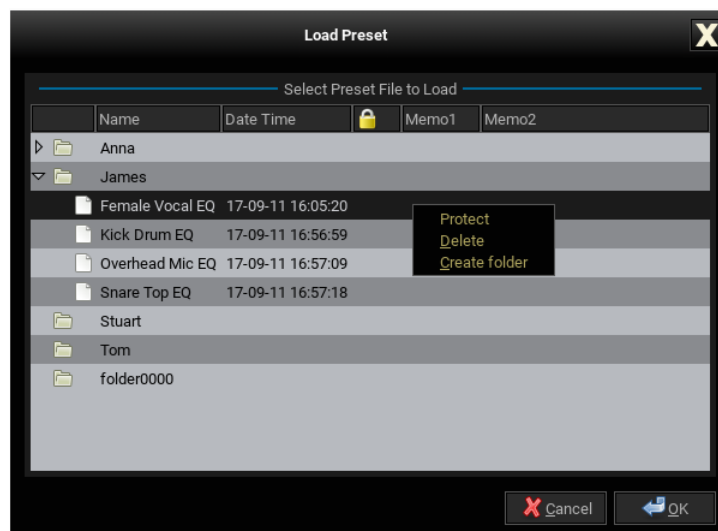 Load Preset
X
Select Preset File to Load
Name Date Time Memo1 Memo2
Anna
James
Female Vocal EQ 17-09-11 16:05:20
Protect
Kick Drum EQ 17-09-11 16:56:59
Delete
Overhead Mic EQ 17-09-11 16:57:09
Create folder
Snare Top EQ 17-09-11 16:57:18
Stuart
Tom
folder0000
Cancel OK